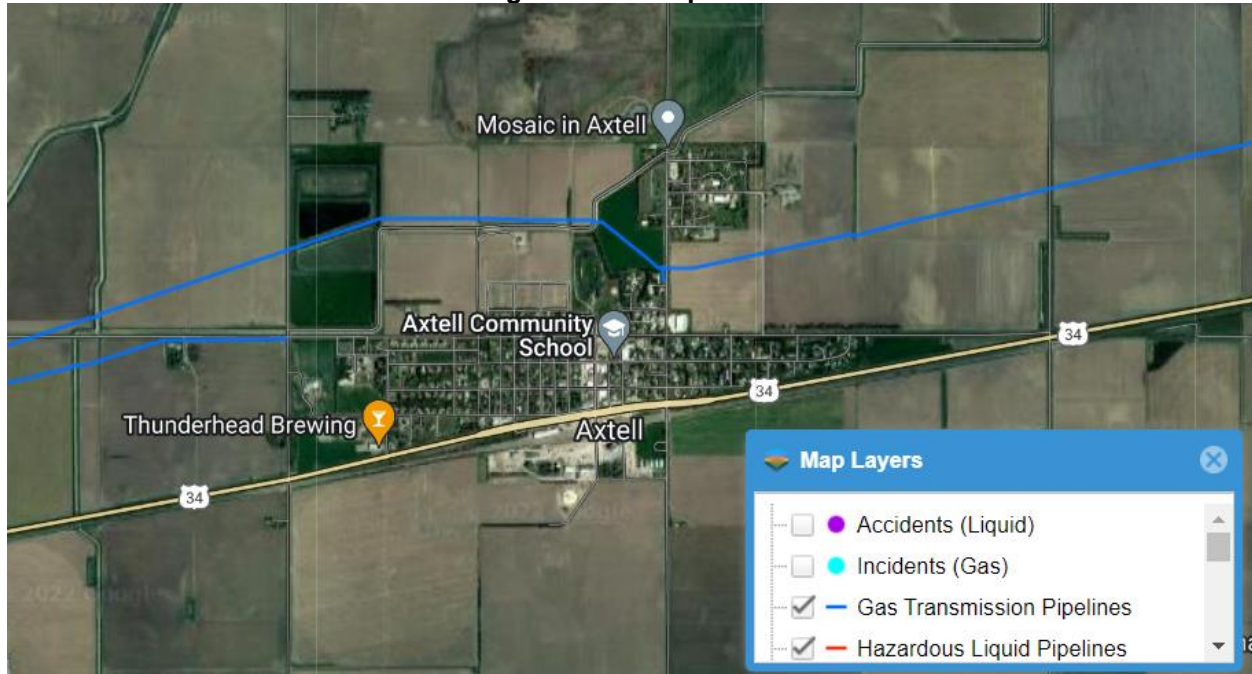 Mosaic in Axtell
Axtell Community
School
34
34
Thunderhead Brewing
Axtell
34
Map Layers
Accidents (Liquid)
Incidents (Gas)
Gas Transmission Pipelines
Hazardous Liquid Pipelines